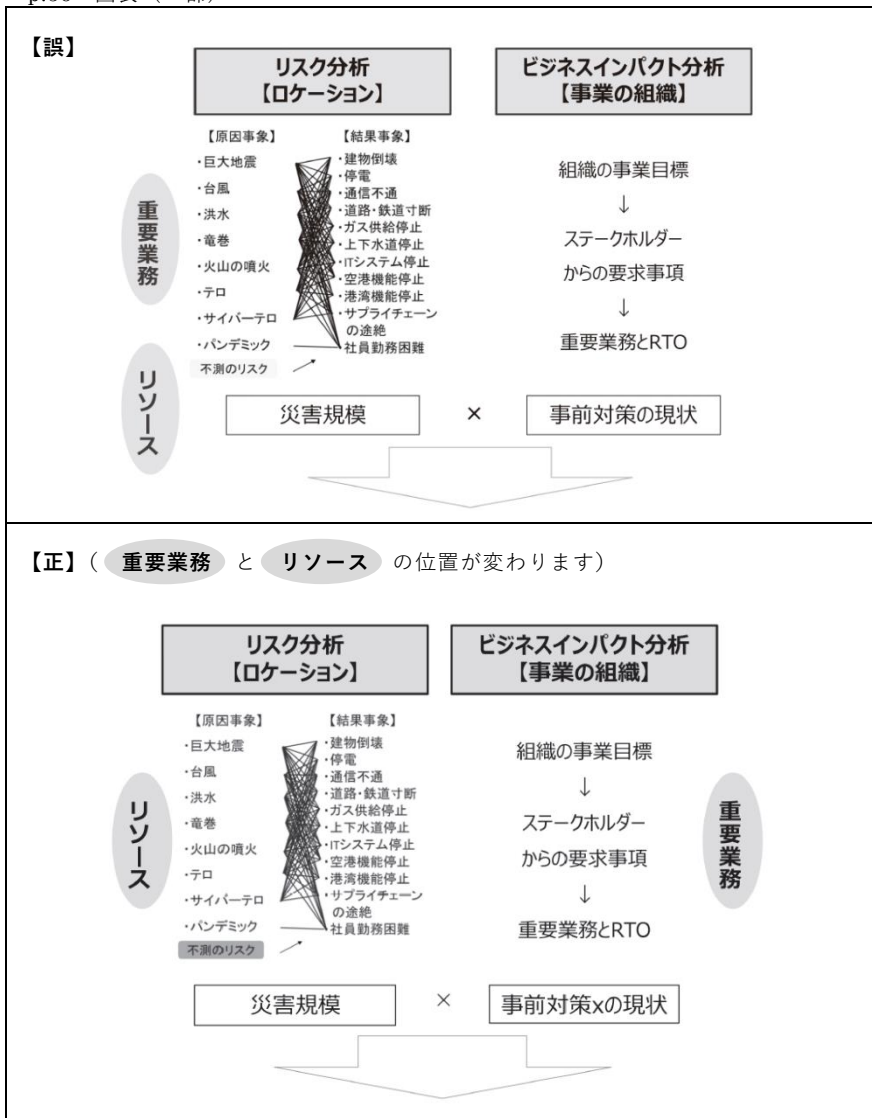 【誤】
リスク分析
【ロケーション】
ビジネスインパクト分析
【事業の組織】
重要業務
リソース
【原因事象】
・巨大地震
・台風
・洪水
・竜巻
・火山の噴火
・テロ
・サイバーテロ
・パンデミック
不測のリスク
【結果事象】
・建物倒壊
・停電
・通信不通
・道路・鉄道寸断
・ガス供給停止
・上下水道停止
・ITシステム停止
・空港機能停止
・港湾機能停止
・サプライチェーン
の途絶
社員勤務困難
組織の事業目標
↓
ステークホルダー
からの要求事項
↓
重要業務とRTO
災害規模 × 事前対策の現状
【正】（ 重要業務 と リソース の位置が変わります）
リスク分析
【ロケーション】
ビジネスインパクト分析
【事業の組織】
リソース
【原因事象】
・巨大地震
・台風
・洪水
・竜巻
・火山の噴火
・テロ
・サイバーテロ
・パンデミック
不測のリスク
【結果事象】
・建物倒壊
・停電
・通信不通
・道路・鉄道寸断
・ガス供給停止
・上下水道停止
・ITシステム停止
・空港機能停止
・港湾機能停止
・サプライチェーン
の途絶
社員勤務困難
組織の事業目標
↓
ステークホルダー
からの要求事項
↓
重要業務とRTO
重要業務
災害規模 × 事前対策xの現状